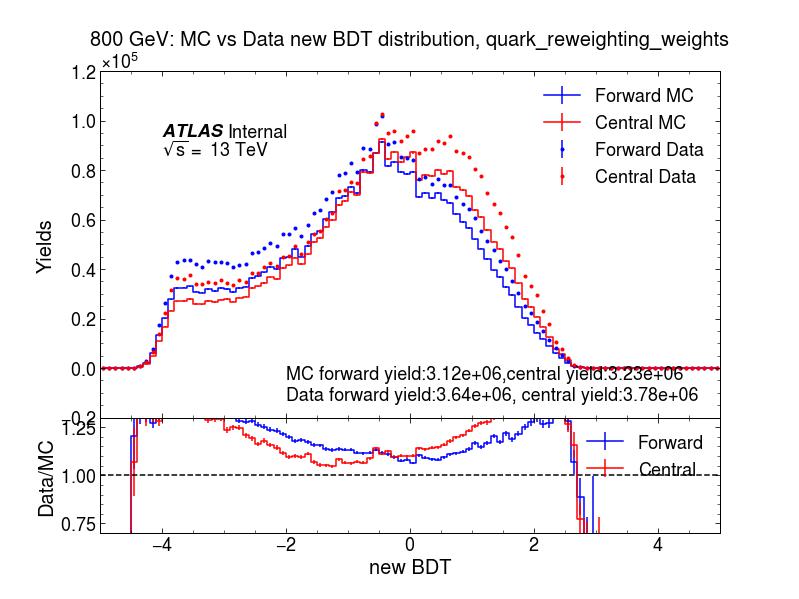 800 GeV: MC vs Data new BDT distribution, quark_reweighting_weights
×10⁵
1.2
1.0
0.8
0.6
0.4
0.2
0.0
0.2
Yields
ATLAS Internal
√s = 13 TeV
Forward MC
Central MC
Forward Data
Central Data
MC forward yield:3.12e+06,central yield:3.23e+06
Data forward yield:3.64e+06, central yield:3.78e+06
1.25
1.00
0.75
Data/MC
Forward
Central
−4 −2 0 2 4
new BDT